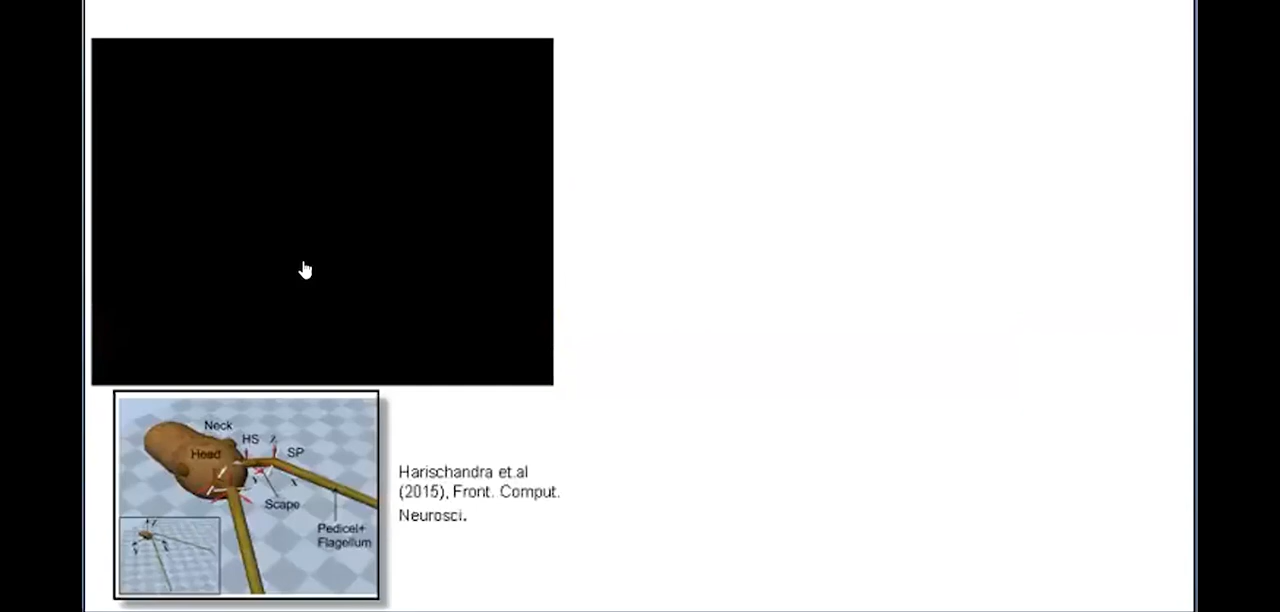 Neck
HS
Z
SP
Head
Y
X
Scape
Pedicel+
Flagellum
Harischandra et.al
(2015), Front. Comput.
Neurosci.